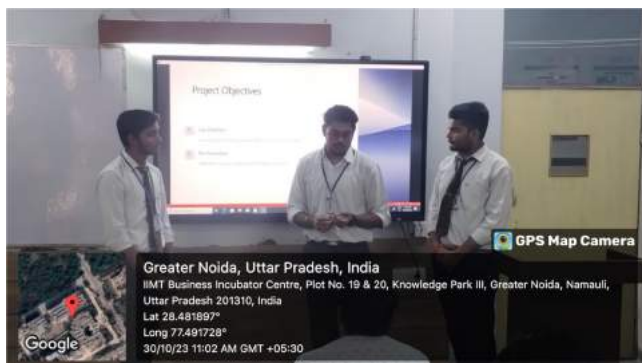 Project Objectives
GPS Map Camera
Greater Noida, Uttar Pradesh, India
IIMT Business Incubator Centre, Plot No. 19 & 20, Knowledge Park III, Greater Noida, Namauli,
Uttar Pradesh 201310, India
Lat 28.481897°
Long 77.491728°
30/10/23 11:02 AM GMT +05:30
Google